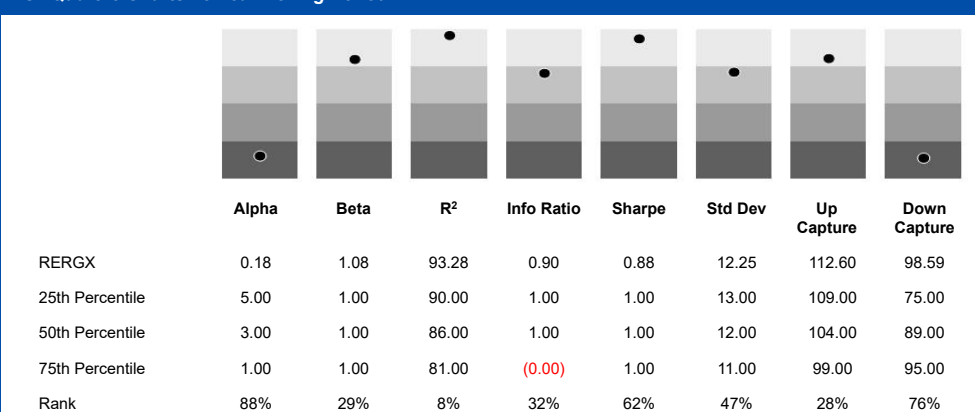 Alpha Beta R² Info Ratio Sharpe Std Dev Up Capture Down Capture
RERGX 0.18 1.08 93.28 0.90 0.88 12.25 112.60 98.59
25th Percentile 5.00 1.00 90.00 1.00 1.00 13.00 109.00 75.00
50th Percentile 3.00 1.00 86.00 1.00 1.00 12.00 104.00 89.00
75th Percentile 1.00 1.00 81.00 (0.00) 1.00 11.00 99.00 95.00
Rank 88% 29% 8% 32% 62% 47% 28% 76%